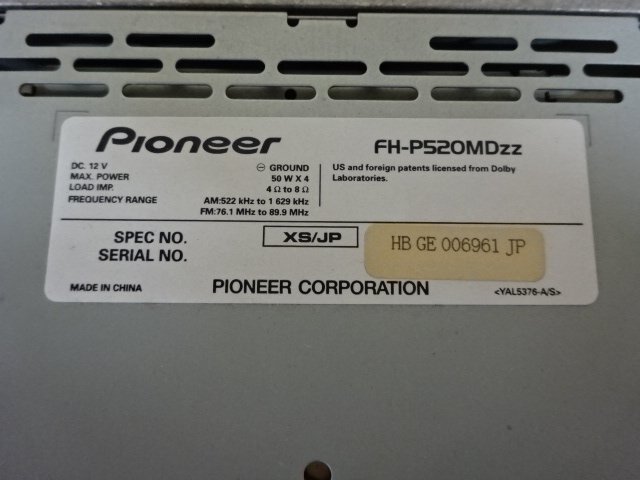 Pioneer
FH-P520MDzz
DC. 12 V ⊖ GROUND
MAX. POWER 50 W X 4
LOAD IMP. 4 Ω to 8 Ω
FREQUENCY RANGE AM:522 kHz to 1 629 kHz
FM:76.1 MHz to 89.9 MHz
US and foreign patents licensed from Dolby
Laboratories.
SPEC NO. XS/JP
SERIAL NO. HB GE 006961 JP
MADE IN CHINA
PIONEER CORPORATION
<YAL5376-A/S>